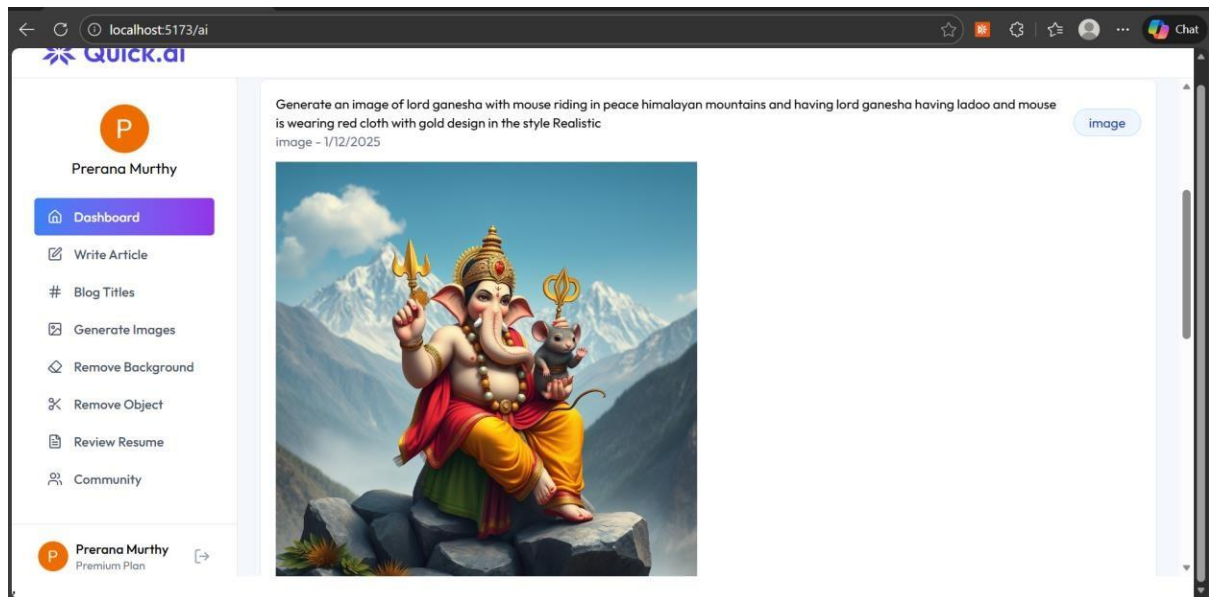 localhost:5173/ai
Chat
Quick.ai
P
Prerana Murthy
Dashboard
Write Article
# Blog Titles
Generate Images
Remove Background
Remove Object
Review Resume
Community
P
Prerana Murthy
Premium Plan
Generate an image of lord ganesha with mouse riding in peace himalayan mountains and having lord ganesha having ladoo and mouse
is wearing red cloth with gold design in the style Realistic
image - 1/12/2025
image